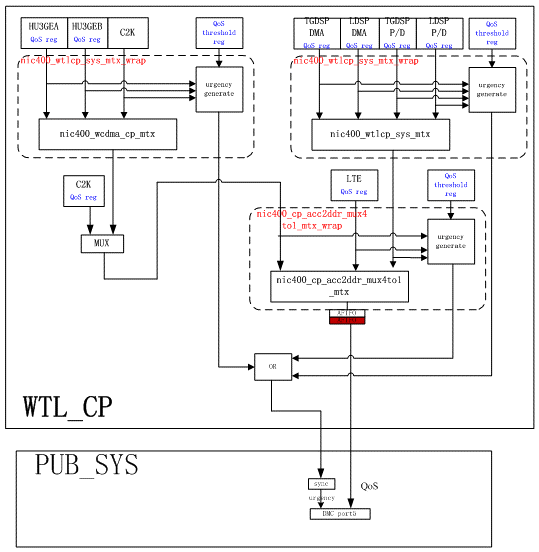 HU3GEA
QoS reg
HU3GEB
QoS reg
C2K
QoS
threshold
reg
TGDSP
DMA
QoS reg
LDSP
DMA
QoS reg
TGDSP
P/D
QoS reg
LDSP
P/D
QoS reg
QoS
threshold
reg
nic400_wtlcp_sys_mtx_wrap
urgency
generate
nic400_wcdma_cp_mtx
nic400_wtlcp_sys_mtx_wrap
urgency
generate
nic400_wtlcp_sys_mtx
C2K
QoS reg
MUX
LTE
QoS reg
QoS
threshold
reg
nic400_cp_acc2ddr_mux4
to1_mtx_wrap
urgency
generate
nic400_cp_acc2ddr_mux4to1
_mtx
OR
WTL_CP
PUB_SYS
sync
urgency
QoS
DMC port5